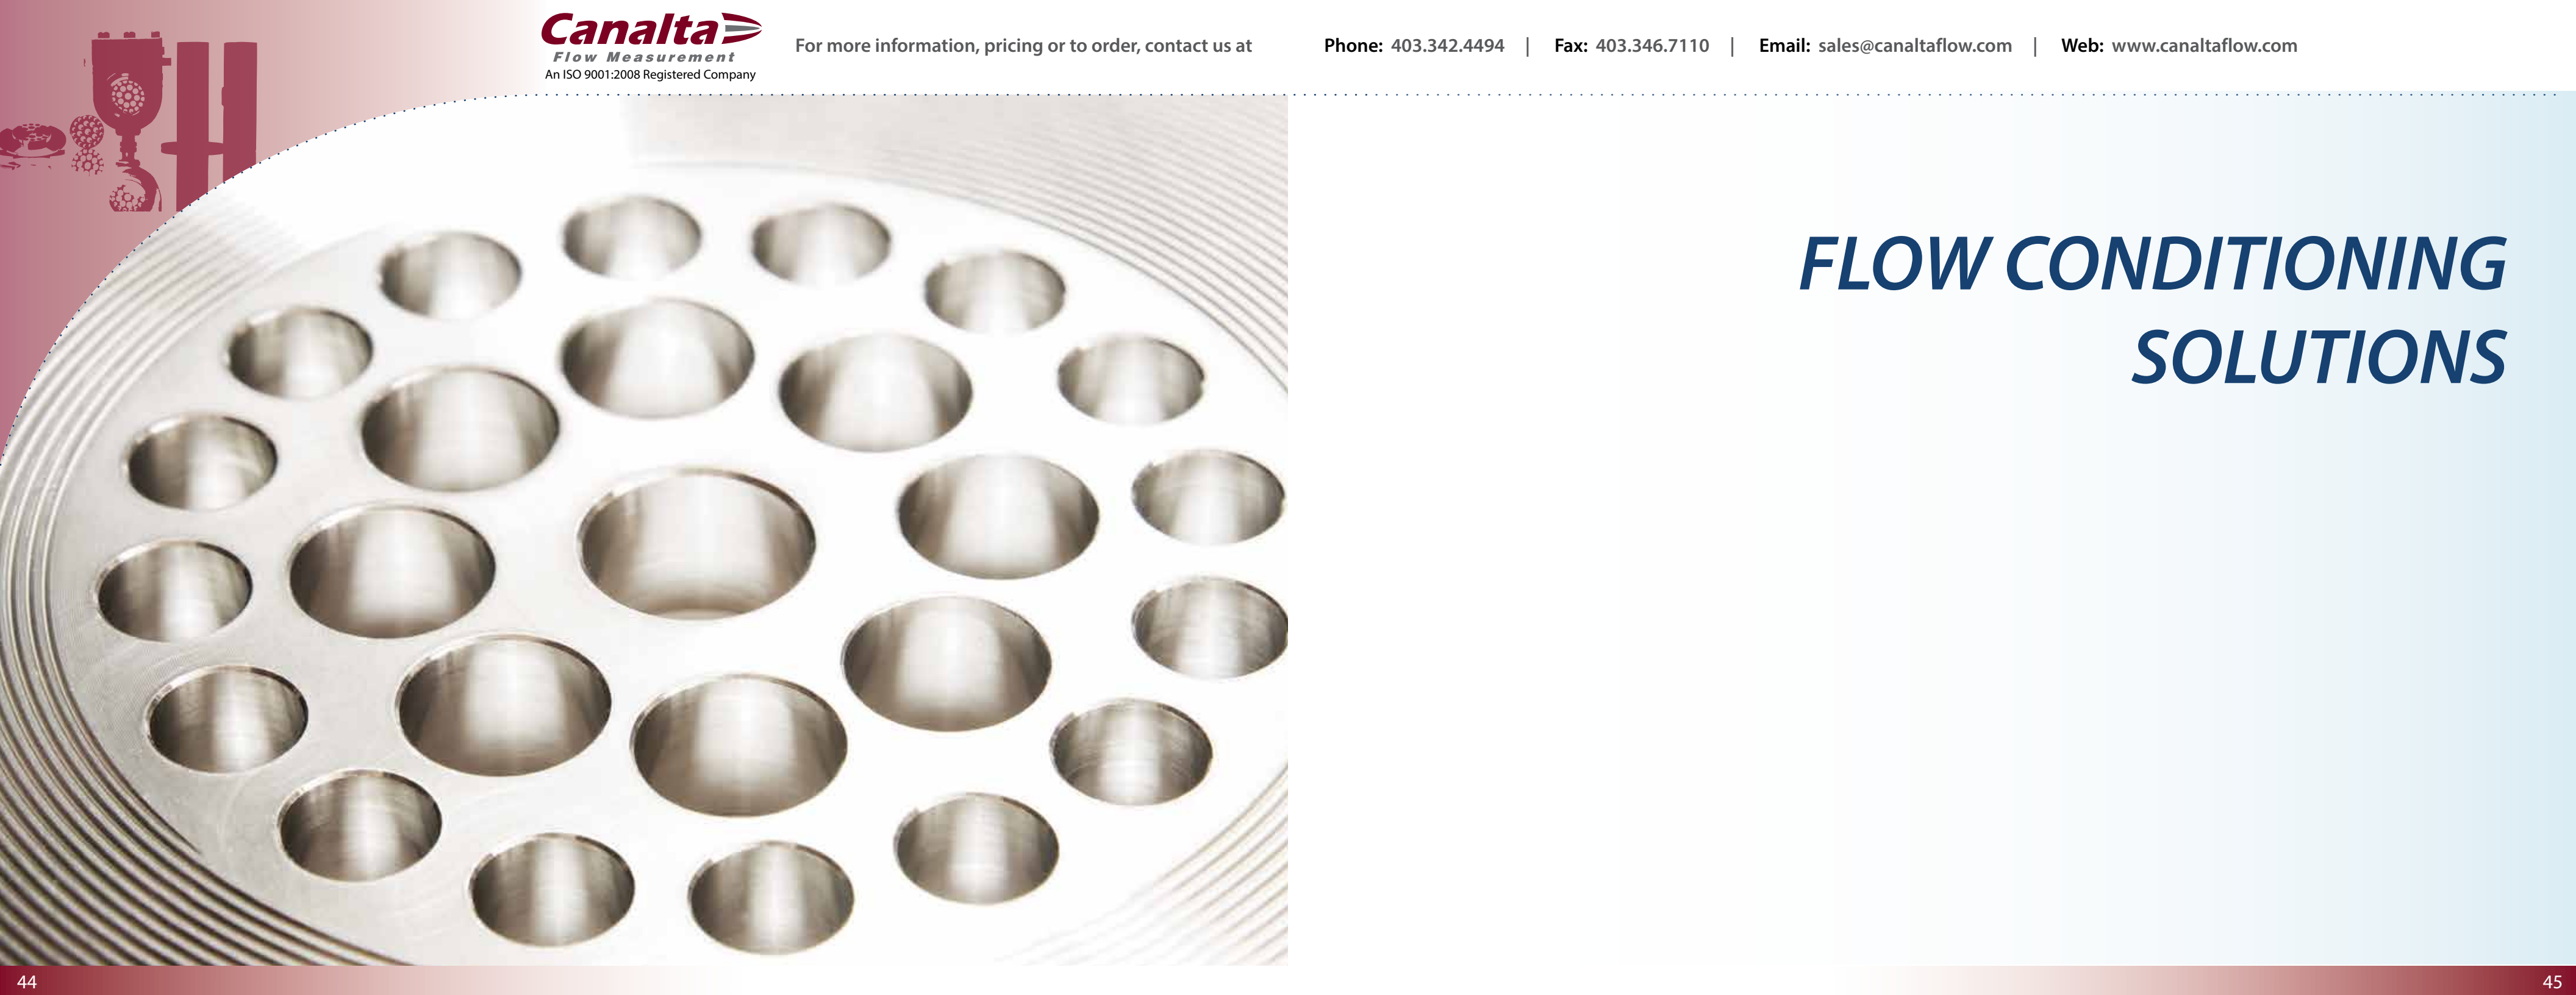 Canalta
Flow Measurement
An ISO 9001:2008 Registered Company
For more information, pricing or to order, contact us at
Phone: 403.342.4494 | Fax: 403.346.7110 | Email: sales@canaltaflow.com | Web: www.canaltaflow.com
FLOW CONDITIONING
SOLUTIONS
44
45